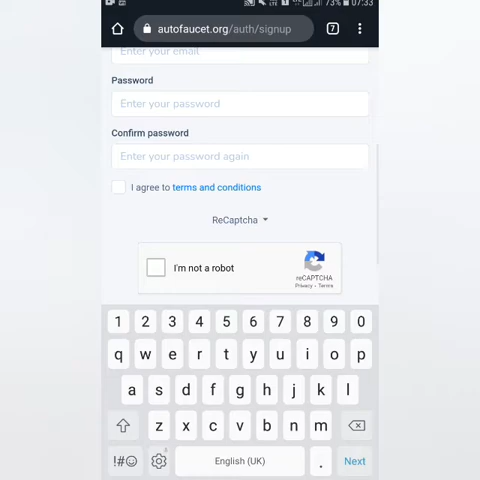 73% 07:33
autofaucet.org/auth/signup 7
Enter your email
Password
Enter your password
Confirm password
Enter your password again
I agree to terms and conditions
ReCaptcha
I'm not a robot
reCAPTCHA
Privacy - Terms
1 2 3 4 5 6 7 8 9 0
q w e r t y u i o p
a s d f g h j k l
z x c v b n m
!#☺ English (UK) . Next